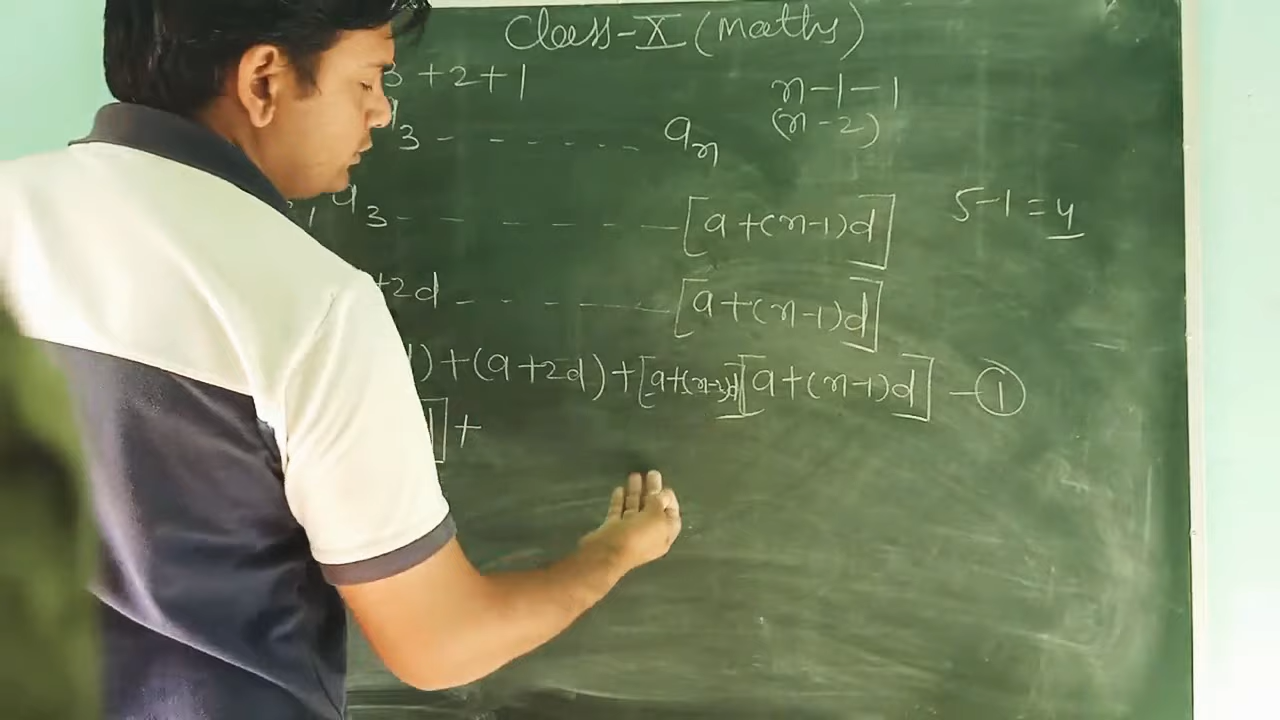 Class-X (Maths)
3+2+1
n-1-1
(n-2)
3 - - - - - - - aₙ
5-1=4
3 - - - - - - - [a+(n-1)d]
+2d - - - - - [a+(n-1)d]
)+(a+2d)+[a+(n-2)d][a+(n-1)d] -①
]+